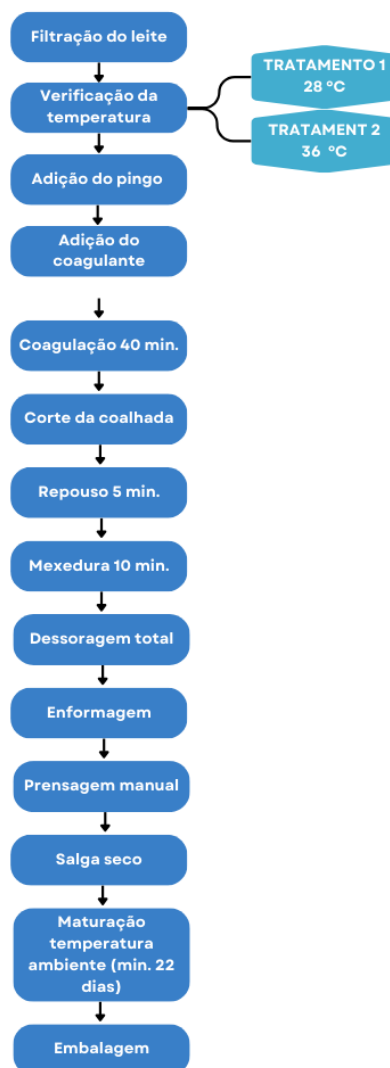 Filtração do leite
TRATAMENTO 1
28 °C
Verificação da
temperatura
TRATAMENT 2
36 °C
Adição do pingo
Adição do
coagulante
Coagulação 40 min.
Corte da coalhada
Repouso 5 min.
Mexedura 10 min.
Dessoragem total
Enformagem
Prensagem manual
Salga seco
Maturação
temperatura
ambiente (min. 22
dias)
Embalagem